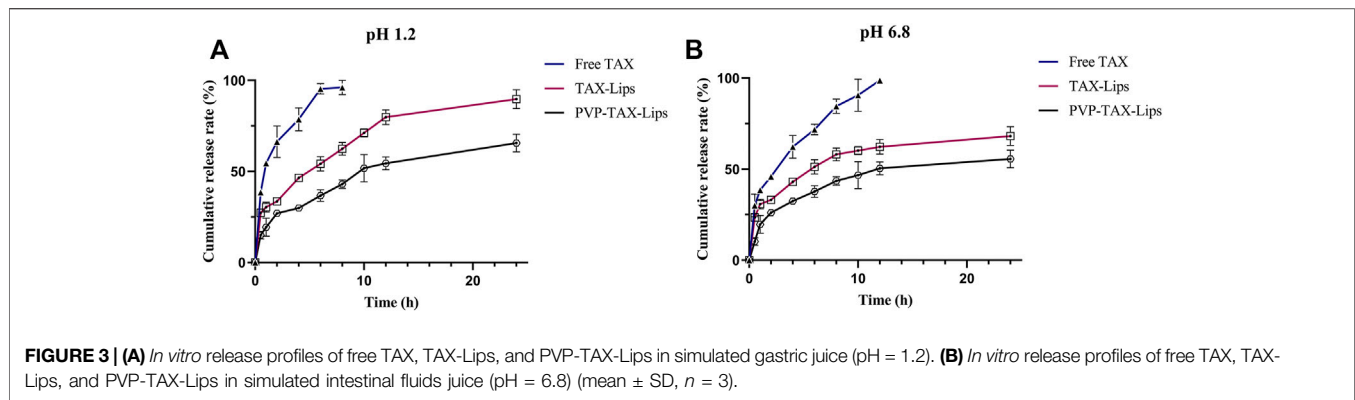 A
pH 1.2
Cumulative release rate (%)
100
50
0
0
10
20
Time (h)
Free TAX
TAX-Lips
PVP-TAX-Lips
B
pH 6.8
Cumulative release rate (%)
100
50
0
0
10
20
Time (h)
Free TAX
TAX-Lips
PVP-TAX-Lips
FIGURE 3 | (A) In vitro release profiles of free TAX, TAX-Lips, and PVP-TAX-Lips in simulated gastric juice (pH = 1.2). (B) In vitro release profiles of free TAX, TAX-
Lips, and PVP-TAX-Lips in simulated intestinal fluids juice (pH = 6.8) (mean ± SD, n = 3).